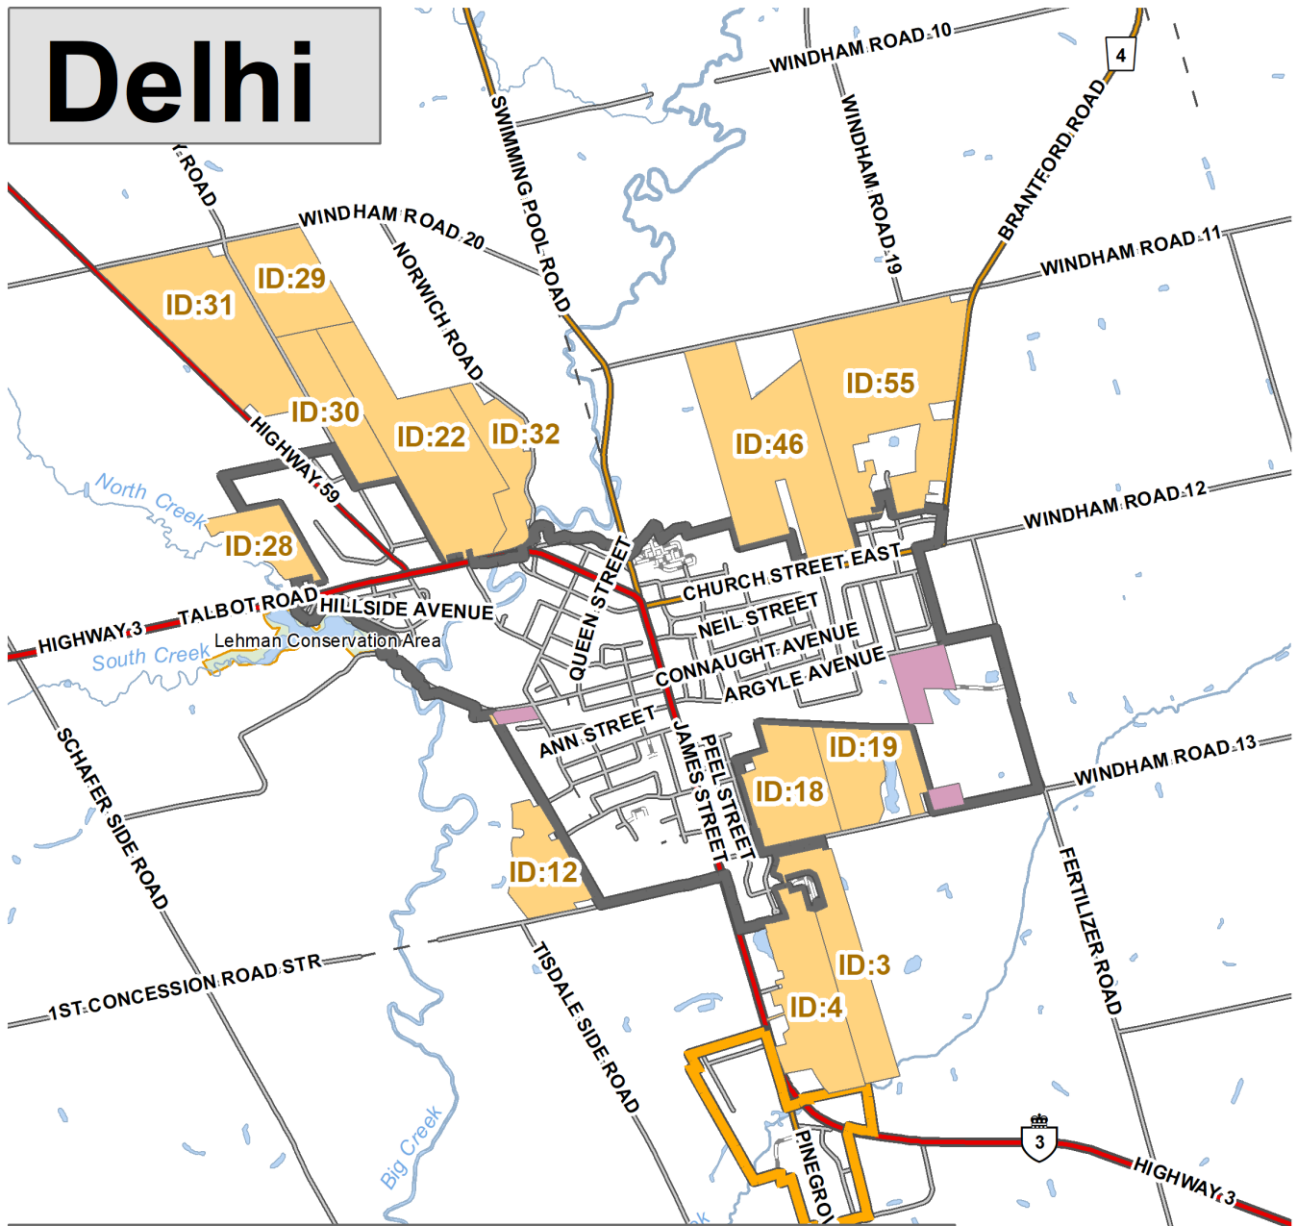 Delhi
WINDHAM ROAD 10
4
Y ROAD
SWIMMING POOL ROAD
WINDHAM ROAD 19
BRANTFORD ROAD
WINDHAM ROAD 20
WINDHAM ROAD 11
NORWICH ROAD
ID:29
ID:31
ID:55
ID:30
ID:22
ID:32
ID:46
HIGHWAY 59
North Creek
WINDHAM ROAD 12
ID:28
QUEEN STREET
CHURCH STREET EAST
TALBOT ROAD
HILLSIDE AVENUE
NEIL STREET
HIGHWAY 3
Lehman Conservation Area
South Creek
CONNAUGHT AVENUE
ARGYLE AVENUE
ANN STREET
JAMES STREET
PEEL STREET
ID:19
ID:18
WINDHAM ROAD 13
SCHAFER SIDE ROAD
ID:12
FERTILIZER ROAD
1ST CONCESSION ROAD STR
TISDALE SIDE ROAD
ID:3
ID:4
Big Creek
PINEGROV
3
HIGHWAY 3
ek